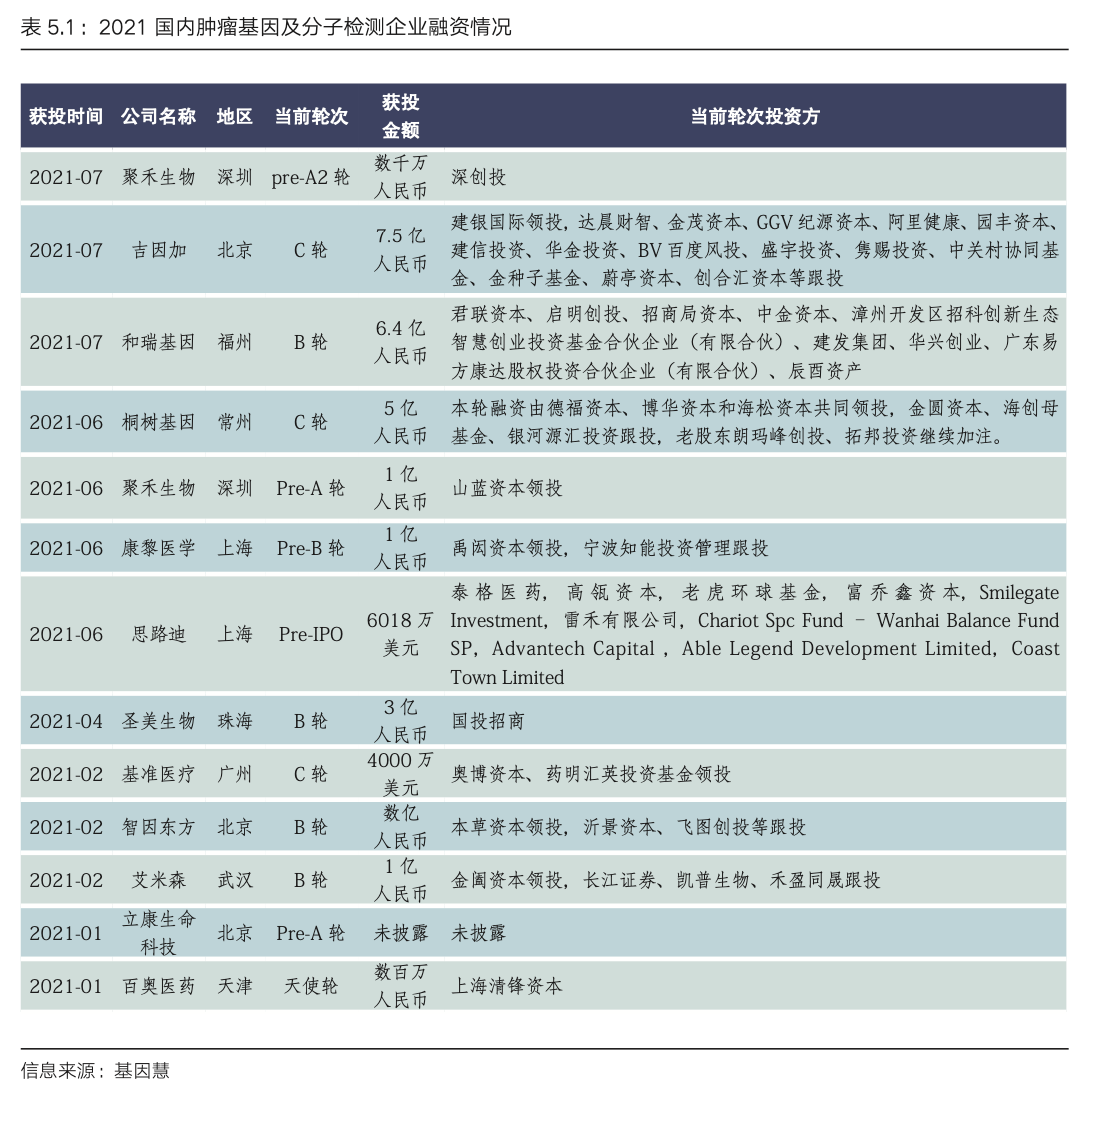 表 5.1：2021 国内肿瘤基因及分子检测企业融资情况
获投时间 公司名称 地区 当前轮次 获投金额 当前轮次投资方
2021-07 聚禾生物 深圳 pre-A2 轮 数千万人民币 深创投
2021-07 吉因加 北京 C 轮 7.5 亿人民币 建银国际领投，达晨财智、金茂资本、GGV 纪源资本、阿里健康、园丰资本、
建信投资、华金投资、BV 百度风投、盛宇投资、隽赐投资、中关村协同基
金、金种子基金、蔚亭资本、创合汇资本等跟投
2021-07 和瑞基因 福州 B 轮 6.4 亿人民币 君联资本、启明创投、招商局资本、中金资本、漳州开发区招科创新生态
智慧创业投资基金合伙企业（有限合伙）、建发集团、华兴创业、广东易
方康达股权投资合伙企业（有限合伙）、辰酉资产
2021-06 桐树基因 常州 C 轮 5 亿人民币 本轮融资由德福资本、博华资本和海松资本共同领投，金圆资本、海创母
基金、银河源汇投资跟投，老股东朗玛峰创投、拓邦投资继续加注。
2021-06 聚禾生物 深圳 Pre-A 轮 1 亿人民币 山蓝资本领投
2021-06 康黎医学 上海 Pre-B 轮 1 亿人民币 禹闳资本领投，宁波知能投资管理跟投
2021-06 思路迪 上海 Pre-IPO 6018 万美元 泰格医药，高瓴资本，老虎环球基金，富乔鑫资本，Smilegate
Investment，雷禾有限公司，Chariot Spc Fund – Wanhai Balance Fund
SP，Advantech Capital ，Able Legend Development Limited，Coast
Town Limited
2021-04 圣美生物 珠海 B 轮 3 亿人民币 国投招商
2021-02 基准医疗 广州 C 轮 4000 万美元 奥博资本、药明汇英投资基金领投
2021-02 智因东方 北京 B 轮 数亿人民币 本草资本领投，沂景资本、飞图创投等跟投
2021-02 艾米森 武汉 B 轮 1 亿人民币 金阖资本领投，长江证券、凯普生物、禾盈同晟跟投
2021-01 立康生命科技 北京 Pre-A 轮 未披露 未披露
2021-01 百奥医药 天津 天使轮 数百万人民币 上海清锋资本
信息来源：基因慧